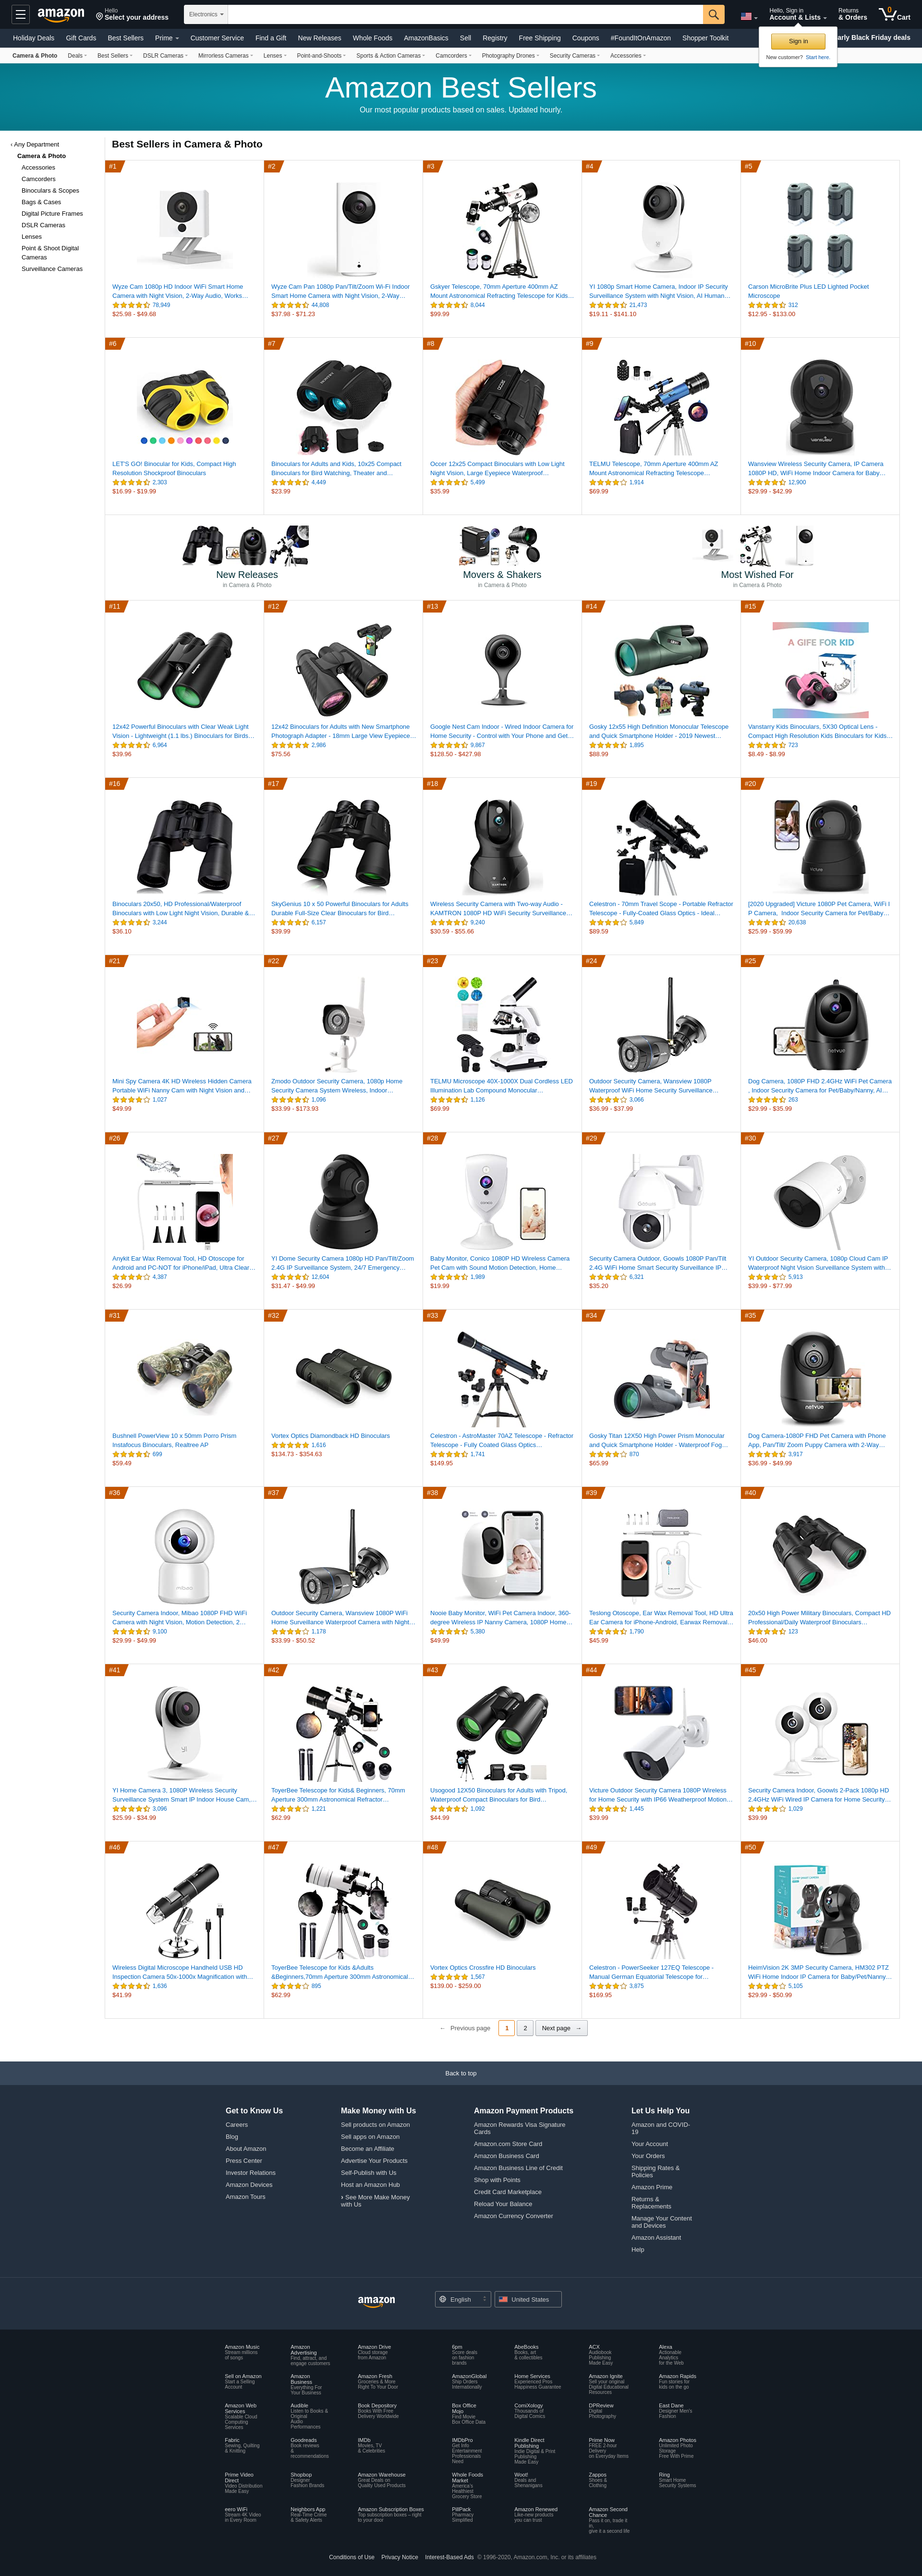 amazon
Hello
Select your address
Electronics
Hello, Sign in
Account & Lists
Returns
& Orders
0
Cart
Holiday Deals
Gift Cards
Best Sellers
Prime
Customer Service
Find a Gift
New Releases
Whole Foods
AmazonBasics
Sell
Registry
Free Shipping
Coupons
#FoundItOnAmazon
Shopper Toolkit
arly Black Friday deals
Sign in
New customer? Start here.
Camera & Photo
Deals
Best Sellers
DSLR Cameras
Mirrorless Cameras
Lenses
Point-and-Shoots
Sports & Action Cameras
Camcorders
Photography Drones
Security Cameras
Accessories
Amazon Best Sellers
Our most popular products based on sales. Updated hourly.
‹ Any Department
Camera & Photo
Accessories
Camcorders
Binoculars & Scopes
Bags & Cases
Digital Picture Frames
DSLR Cameras
Lenses
Point & Shoot Digital
Cameras
Surveillance Cameras
Best Sellers in Camera & Photo
#1
Wyze Cam 1080p HD Indoor WiFi Smart Home
Camera with Night Vision, 2-Way Audio, Works…
78,949
$25.98 - $49.68
#2
Wyze Cam Pan 1080p Pan/Tilt/Zoom Wi-Fi Indoor
Smart Home Camera with Night Vision, 2-Way…
44,808
$37.98 - $71.23
#3
Gskyer Telescope, 70mm Aperture 400mm AZ
Mount Astronomical Refracting Telescope for Kids…
8,044
$99.99
#4
YI 1080p Smart Home Camera, Indoor IP Security
Surveillance System with Night Vision, AI Human…
21,473
$19.11 - $141.10
#5
Carson MicroBrite Plus LED Lighted Pocket
Microscope
312
$12.95 - $133.00
#6
LET'S GO! Binocular for Kids, Compact High
Resolution Shockproof Binoculars
2,303
$16.99 - $19.99
#7
Binoculars for Adults and Kids, 10x25 Compact
Binoculars for Bird Watching, Theater and…
4,449
$23.99
#8
Occer 12x25 Compact Binoculars with Low Light
Night Vision, Large Eyepiece Waterproof…
5,499
$35.99
#9
TELMU Telescope, 70mm Aperture 400mm AZ
Mount Astronomical Refracting Telescope…
1,914
$69.99
#10
Wansview Wireless Security Camera, IP Camera
1080P HD, WiFi Home Indoor Camera for Baby…
12,900
$29.99 - $42.99
New Releases
in Camera & Photo
Movers & Shakers
in Camera & Photo
Most Wished For
in Camera & Photo
#11
12x42 Powerful Binoculars with Clear Weak Light
Vision - Lightweight (1.1 lbs.) Binoculars for Birds…
6,964
$39.96
#12
12x42 Binoculars for Adults with New Smartphone
Photograph Adapter - 18mm Large View Eyepiece…
2,986
$75.56
#13
Google Nest Cam Indoor - Wired Indoor Camera for
Home Security - Control with Your Phone and Get…
9,867
$128.50 - $427.98
#14
Gosky 12x55 High Definition Monocular Telescope
and Quick Smartphone Holder - 2019 Newest…
1,895
$88.99
#15
A GIFE FOR KID
Vanstarry Kids Binoculars, 5X30 Optical Lens -
Compact High Resolution Kids Binoculars for Kids…
723
$8.49 - $8.99
#16
Binoculars 20x50, HD Professional/Waterproof
Binoculars with Low Light Night Vision, Durable &…
3,244
$36.10
#17
SkyGenius 10 x 50 Powerful Binoculars for Adults
Durable Full-Size Clear Binoculars for Bird…
6,157
$39.99
#18
Wireless Security Camera with Two-way Audio -
KAMTRON 1080P HD WiFi Security Surveillance…
9,240
$30.59 - $55.66
#19
Celestron - 70mm Travel Scope - Portable Refractor
Telescope - Fully-Coated Glass Optics - Ideal…
5,849
$89.59
#20
[2020 Upgraded] Victure 1080P Pet Camera, WiFi I
P Camera, Indoor Security Camera for Pet/Baby…
20,638
$25.99 - $59.99
#21
Mini Spy Camera 4K HD Wireless Hidden Camera
Portable WiFi Nanny Cam with Night Vision and…
1,027
$49.99
#22
Zmodo Outdoor Security Camera, 1080p Home
Security Camera System Wireless, Indoor…
1,096
$33.99 - $173.93
#23
TELMU Microscope 40X-1000X Dual Cordless LED
Illumination Lab Compound Monocular…
1,126
$69.99
#24
Outdoor Security Camera, Wansview 1080P
Waterproof WiFi Home Security Surveillance…
3,066
$36.99 - $37.99
#25
netvue
Dog Camera, 1080P FHD 2.4GHz WiFi Pet Camera
, Indoor Security Camera for Pet/Baby/Nanny, AI…
263
$29.99 - $35.99
#26
Anykit Ear Wax Removal Tool, HD Otoscope for
Android and PC-NOT for iPhone/iPad, Ultra Clear…
4,387
$26.99
#27
YI Dome Security Camera 1080p HD Pan/Tilt/Zoom
2.4G IP Surveillance System, 24/7 Emergency…
12,604
$31.47 - $49.99
#28
Baby Monitor, Conico 1080P HD Wireless Camera
Pet Cam with Sound Motion Detection, Home…
1,989
$19.99
#29
Security Camera Outdoor, Goowls 1080P Pan/Tilt
2.4G WiFi Home Smart Security Surveillance IP…
6,321
$35.20
#30
YI Outdoor Security Camera, 1080p Cloud Cam IP
Waterproof Night Vision Surveillance System with…
5,913
$39.99 - $77.99
#31
Bushnell PowerView 10 x 50mm Porro Prism
Instafocus Binoculars, Realtree AP
699
$59.49
#32
Vortex Optics Diamondback HD Binoculars
1,616
$134.73 - $354.63
#33
Celestron - AstroMaster 70AZ Telescope - Refractor
Telescope - Fully Coated Glass Optics…
1,741
$149.95
#34
Gosky Titan 12X50 High Power Prism Monocular
and Quick Smartphone Holder - Waterproof Fog…
870
$65.99
#35
netvue
Dog Camera-1080P FHD Pet Camera with Phone
App, Pan/Tilt/ Zoom Puppy Camera with 2-Way…
3,917
$36.99 - $49.99
#36
Security Camera Indoor, Mibao 1080P FHD WiFi
Camera with Night Vision, Motion Detection, 2…
9,100
$29.99 - $49.99
#37
Outdoor Security Camera, Wansview 1080P WiFi
Home Surveillance Waterproof Camera with Night…
1,178
$33.99 - $50.52
#38
Nooie Baby Monitor, WiFi Pet Camera Indoor, 360-
degree Wireless IP Nanny Camera, 1080P Home…
5,380
$49.99
#39
Teslong Otoscope, Ear Wax Removal Tool, HD Ultra
Ear Camera for iPhone-Android, Earwax Removal…
1,790
$45.99
#40
20x50 High Power Military Binoculars, Compact HD
Professional/Daily Waterproof Binoculars…
123
$46.00
#41
YI Home Camera 3, 1080P Wireless Security
Surveillance System Smart IP Indoor House Cam,…
3,096
$25.99 - $34.99
#42
ToyerBee Telescope for Kids& Beginners, 70mm
Aperture 300mm Astronomical Refractor…
1,221
$62.99
#43
Usogood 12X50 Binoculars for Adults with Tripod,
Waterproof Compact Binoculars for Bird…
1,092
$44.99
#44
Victure Outdoor Security Camera 1080P Wireless
for Home Security with IP66 Weatherproof Motion…
1,445
$39.99
#45
Security Camera Indoor, Goowls 2-Pack 1080p HD
2.4GHz WiFi Wired IP Camera for Home Security…
1,029
$39.99
#46
Wireless Digital Microscope Handheld USB HD
Inspection Camera 50x-1000x Magnification with…
1,636
$41.99
#47
ToyerBee Telescope for Kids &Adults
&Beginners,70mm Aperture 300mm Astronomical…
895
$62.99
#48
Vortex Optics Crossfire HD Binoculars
1,567
$139.00 - $259.00
#49
Celestron - PowerSeeker 127EQ Telescope -
Manual German Equatorial Telescope for…
3,875
$169.95
#50
HeimVision 2K 3MP Security Camera, HM302 PTZ
WiFi Home Indoor IP Camera for Baby/Pet/Nanny…
5,105
$29.99 - $50.99
← Previous page
1
2
Next page →
Back to top
Get to Know Us
Careers
Blog
About Amazon
Press Center
Investor Relations
Amazon Devices
Amazon Tours
Make Money with Us
Sell products on Amazon
Sell apps on Amazon
Become an Affiliate
Advertise Your Products
Self-Publish with Us
Host an Amazon Hub
› See More Make Money
with Us
Amazon Payment Products
Amazon Rewards Visa Signature
Cards
Amazon.com Store Card
Amazon Business Card
Amazon Business Line of Credit
Shop with Points
Credit Card Marketplace
Reload Your Balance
Amazon Currency Converter
Let Us Help You
Amazon and COVID-
19
Your Account
Your Orders
Shipping Rates &
Policies
Amazon Prime
Returns &
Replacements
Manage Your Content
and Devices
Amazon Assistant
Help
amazon
English
United States
Amazon Music
Stream millions
of songs
Amazon
Advertising
Find, attract, and
engage customers
Amazon Drive
Cloud storage
from Amazon
6pm
Score deals
on fashion
brands
AbeBooks
Books, art
& collectibles
ACX
Audiobook
Publishing
Made Easy
Alexa
Actionable
Analytics
for the Web
Sell on Amazon
Start a Selling
Account
Amazon
Business
Everything For
Your Business
Amazon Fresh
Groceries & More
Right To Your Door
AmazonGlobal
Ship Orders
Internationally
Home Services
Experienced Pros
Happiness Guarantee
Amazon Ignite
Sell your original
Digital Educational
Resources
Amazon Rapids
Fun stories for
kids on the go
Amazon Web
Services
Scalable Cloud
Computing
Services
Audible
Listen to Books &
Original
Audio
Performances
Book Depository
Books With Free
Delivery Worldwide
Box Office
Mojo
Find Movie
Box Office Data
ComiXology
Thousands of
Digital Comics
DPReview
Digital
Photography
East Dane
Designer Men's
Fashion
Fabric
Sewing, Quilting
& Knitting
Goodreads
Book reviews
&
recommendations
IMDb
Movies, TV
& Celebrities
IMDbPro
Get Info
Entertainment
Professionals
Need
Kindle Direct
Publishing
Indie Digital & Print
Publishing
Made Easy
Prime Now
FREE 2-hour
Delivery
on Everyday Items
Amazon Photos
Unlimited Photo
Storage
Free With Prime
Prime Video
Direct
Video Distribution
Made Easy
Shopbop
Designer
Fashion Brands
Amazon Warehouse
Great Deals on
Quality Used Products
Whole Foods
Market
America's
Healthiest
Grocery Store
Woot!
Deals and
Shenanigans
Zappos
Shoes &
Clothing
Ring
Smart Home
Security Systems
eero WiFi
Stream 4K Video
in Every Room
Neighbors App
Real-Time Crime
& Safety Alerts
Amazon Subscription Boxes
Top subscription boxes – right
to your door
PillPack
Pharmacy
Simplified
Amazon Renewed
Like-new products
you can trust
Amazon Second
Chance
Pass it on, trade it
in,
give it a second life
Conditions of Use
Privacy Notice
Interest-Based Ads
© 1996-2020, Amazon.com, Inc. or its affiliates